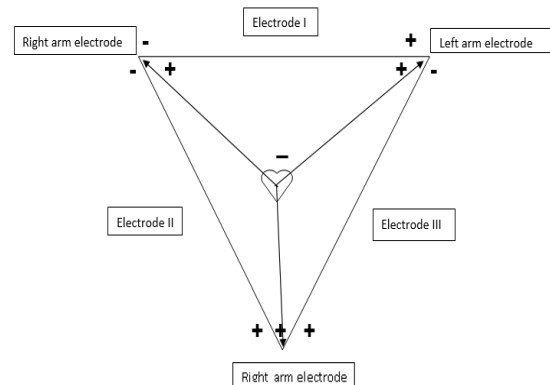 Electrode I
Right arm electrode - + Left arm electrode
- + + -
-
Electrode II
Electrode III
+ + +
Right arm electrode